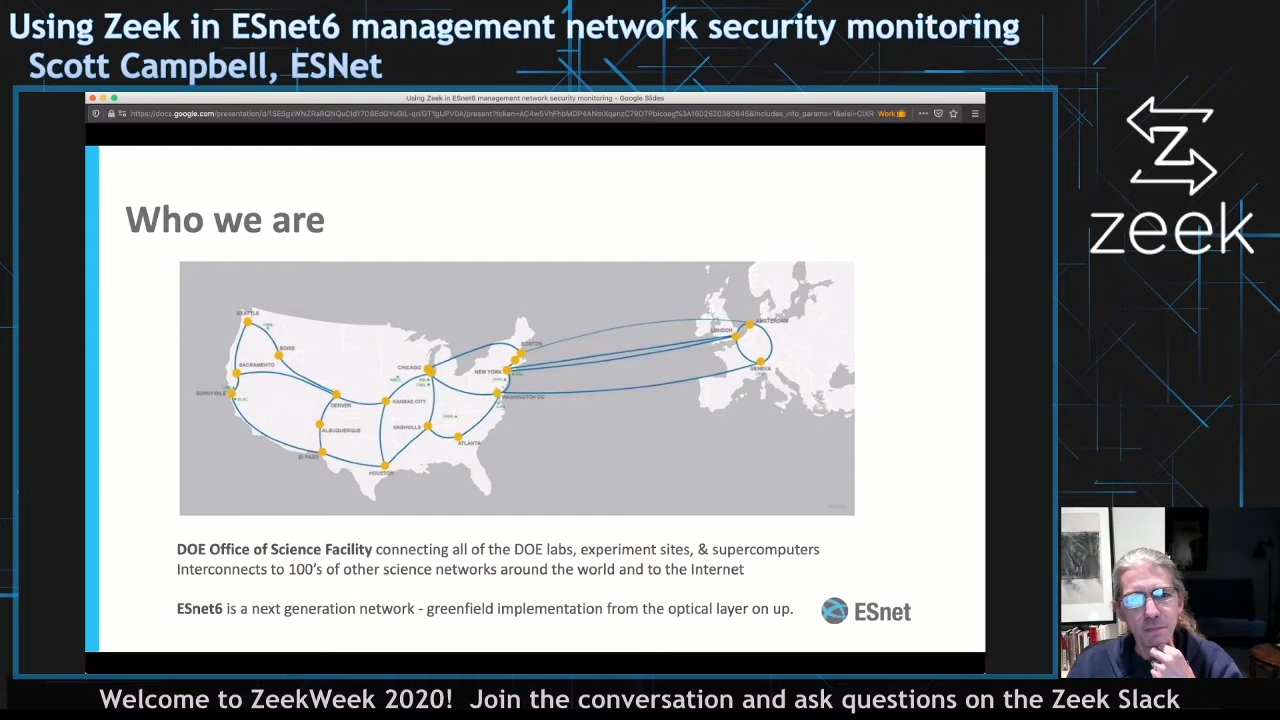 Using Zeek in ESnet6 management network security monitoring
Scott Campbell, ESNet
Using Zeek in ESnet6 management network security monitoring - Google Slides
Work
zeek
Who we are
SEATTLE
BOISE
SACRAMENTO
SUNNYVALE
DENVER
ALBUQUERQUE
EL PASO
HOUSTON
KANSAS CITY
CHICAGO
NASHVILLE
ATLANTA
WASHINGTON DC
NEW YORK
BOSTON
LONDON
AMSTERDAM
GENEVA
DOE Office of Science Facility connecting all of the DOE labs, experiment sites, & supercomputers
Interconnects to 100's of other science networks around the world and to the Internet
ESnet6 is a next generation network - greenfield implementation from the optical layer on up.
ESnet
Welcome to ZeekWeek 2020! Join the conversation and ask questions on the Zeek Slack